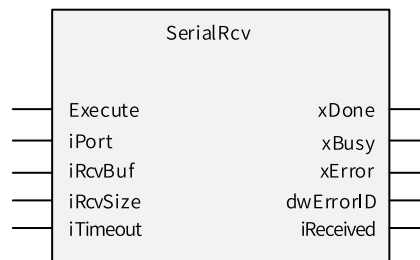 SerialRcv
Execute xDone
iPort xBusy
iRcvBuf xError
iRcvSize dwErrorID
iTimeout iReceived